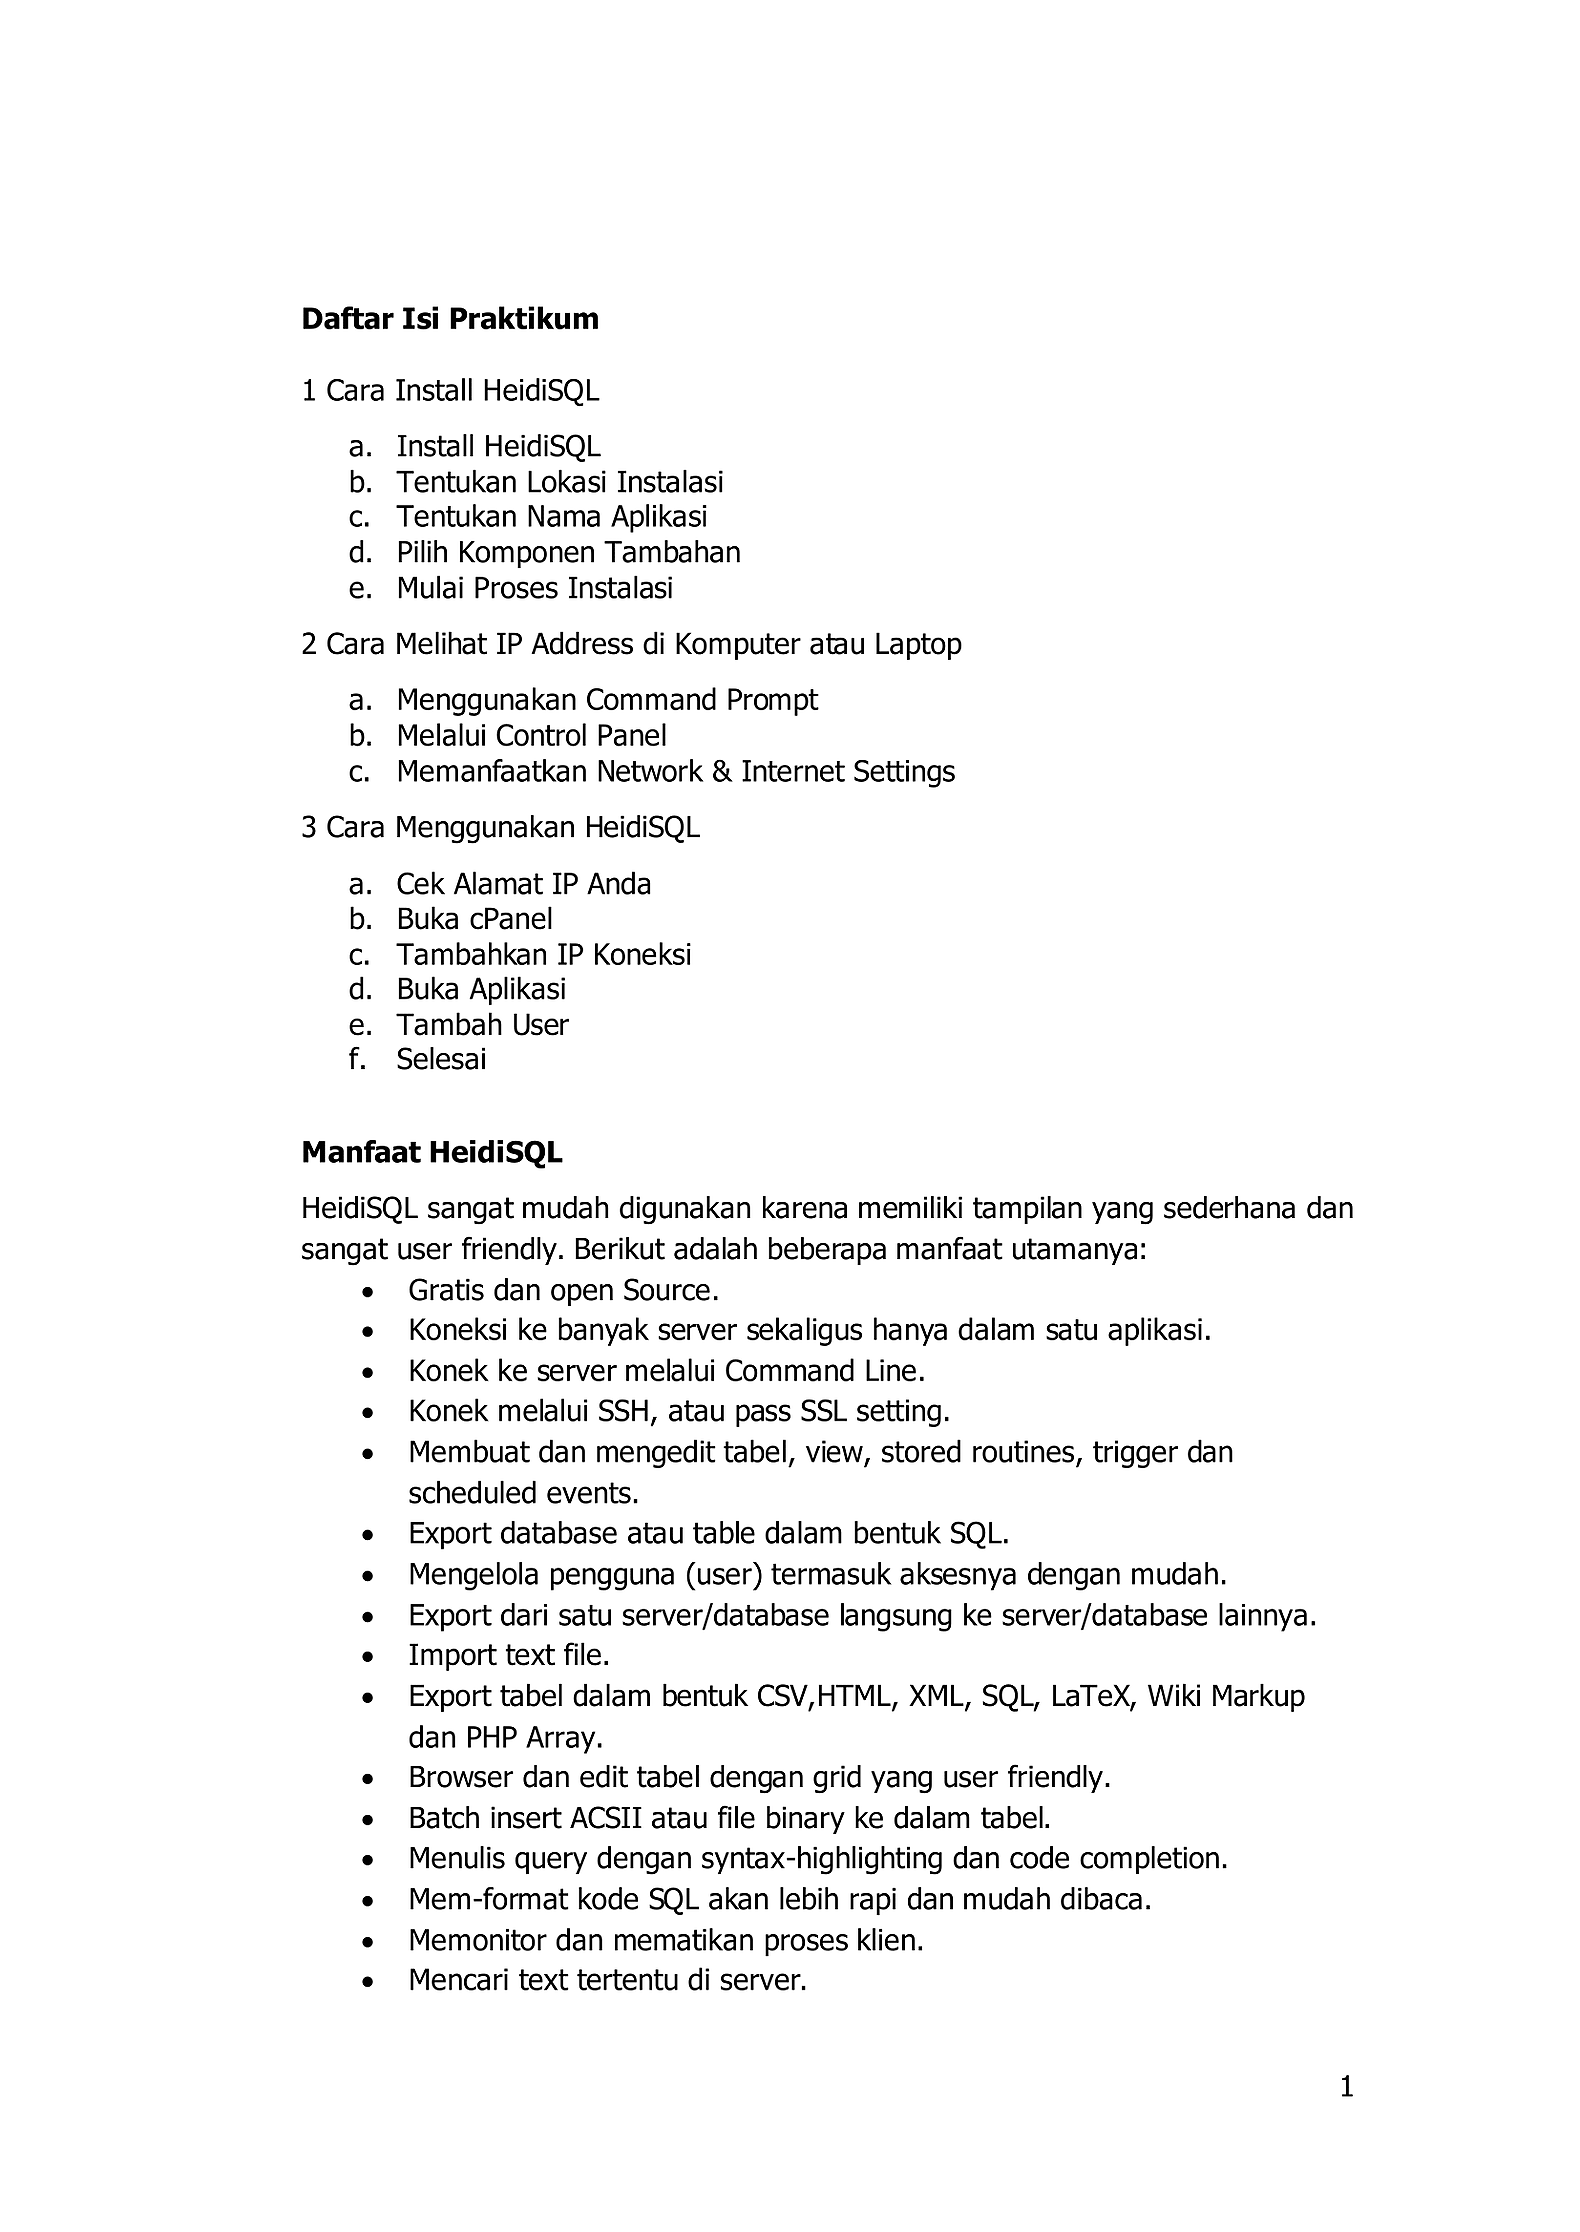 Daftar Isi Praktikum
1 Cara Install HeidiSQL
a. Install HeidiSQL
b. Tentukan Lokasi Instalasi
c. Tentukan Nama Aplikasi
d. Pilih Komponen Tambahan
e. Mulai Proses Instalasi
2 Cara Melihat IP Address di Komputer atau Laptop
a. Menggunakan Command Prompt
b. Melalui Control Panel
c. Memanfaatkan Network & Internet Settings
3 Cara Menggunakan HeidiSQL
a. Cek Alamat IP Anda
b. Buka cPanel
c. Tambahkan IP Koneksi
d. Buka Aplikasi
e. Tambah User
f. Selesai
Manfaat HeidiSQL
HeidiSQL sangat mudah digunakan karena memiliki tampilan yang sederhana dan
sangat user friendly. Berikut adalah beberapa manfaat utamanya:
• Gratis dan open Source.
• Koneksi ke banyak server sekaligus hanya dalam satu aplikasi.
• Konek ke server melalui Command Line.
• Konek melalui SSH, atau pass SSL setting.
• Membuat dan mengedit tabel, view, stored routines, trigger dan
scheduled events.
• Export database atau table dalam bentuk SQL.
• Mengelola pengguna (user) termasuk aksesnya dengan mudah.
• Export dari satu server/database langsung ke server/database lainnya.
• Import text file.
• Export tabel dalam bentuk CSV,HTML, XML, SQL, LaTeX, Wiki Markup
dan PHP Array.
• Browser dan edit tabel dengan grid yang user friendly.
• Batch insert ACSII atau file binary ke dalam tabel.
• Menulis query dengan syntax-highlighting dan code completion.
• Mem-format kode SQL akan lebih rapi dan mudah dibaca.
• Memonitor dan mematikan proses klien.
• Mencari text tertentu di server.
1